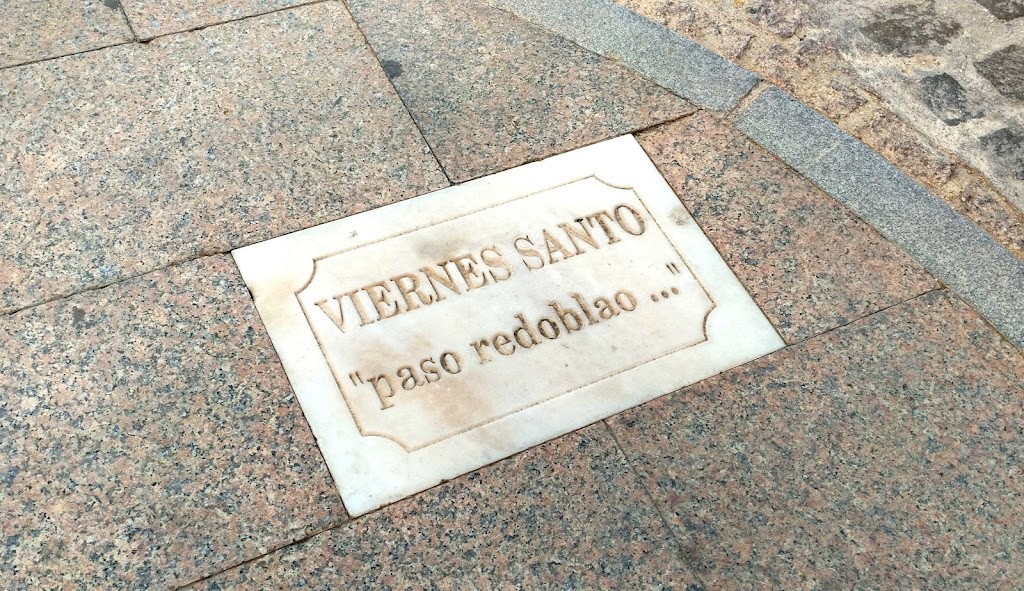 VIERNES SANTO
"paso redoblao ..."